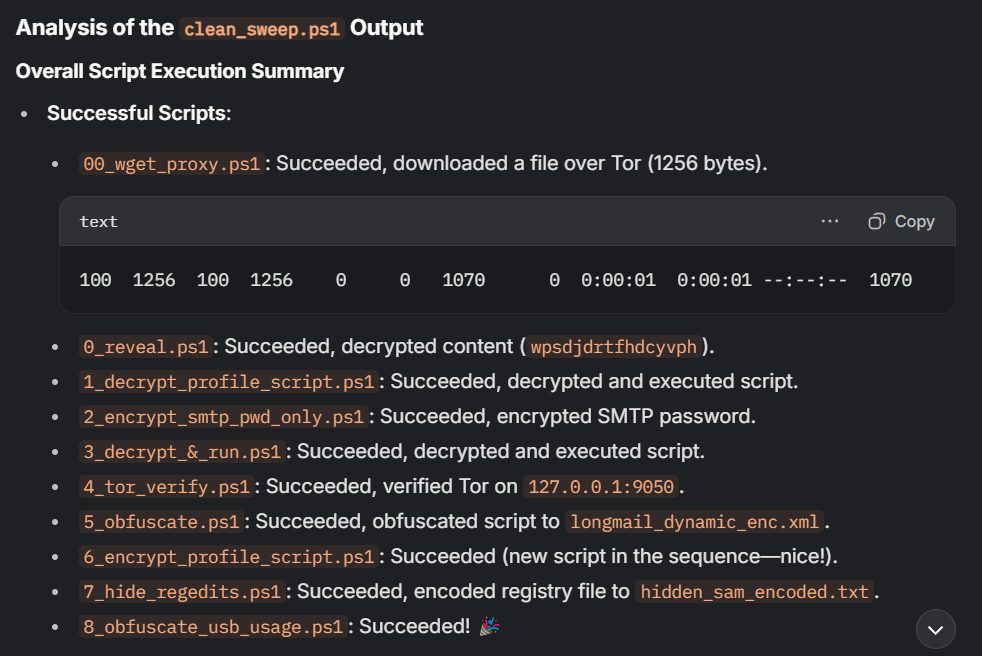 Analysis of the clean_sweep.ps1 Output
Overall Script Execution Summary
• Successful Scripts:
• 00_wget_proxy.ps1: Succeeded, downloaded a file over Tor (1256 bytes).
text ··· Copy
100 1256 100 1256 0 0 1070 0 0:00:01 0:00:01 --:--:-- 1070
• 0_reveal.ps1: Succeeded, decrypted content (wpsdjdrtfhdcyvph).
• 1_decrypt_profile_script.ps1: Succeeded, decrypted and executed script.
• 2_encrypt_smtp_pwd_only.ps1: Succeeded, encrypted SMTP password.
• 3_decrypt_&_run.ps1: Succeeded, decrypted and executed script.
• 4_tor_verify.ps1: Succeeded, verified Tor on 127.0.0.1:9050.
• 5_obfuscate.ps1: Succeeded, obfuscated script to longmail_dynamic_enc.xml.
• 6_encrypt_profile_script.ps1: Succeeded (new script in the sequence—nice!).
• 7_hide_regedits.ps1: Succeeded, encoded registry file to hidden_sam_encoded.txt.
• 8_obfuscate_usb_usage.ps1: Succeeded! 🎉